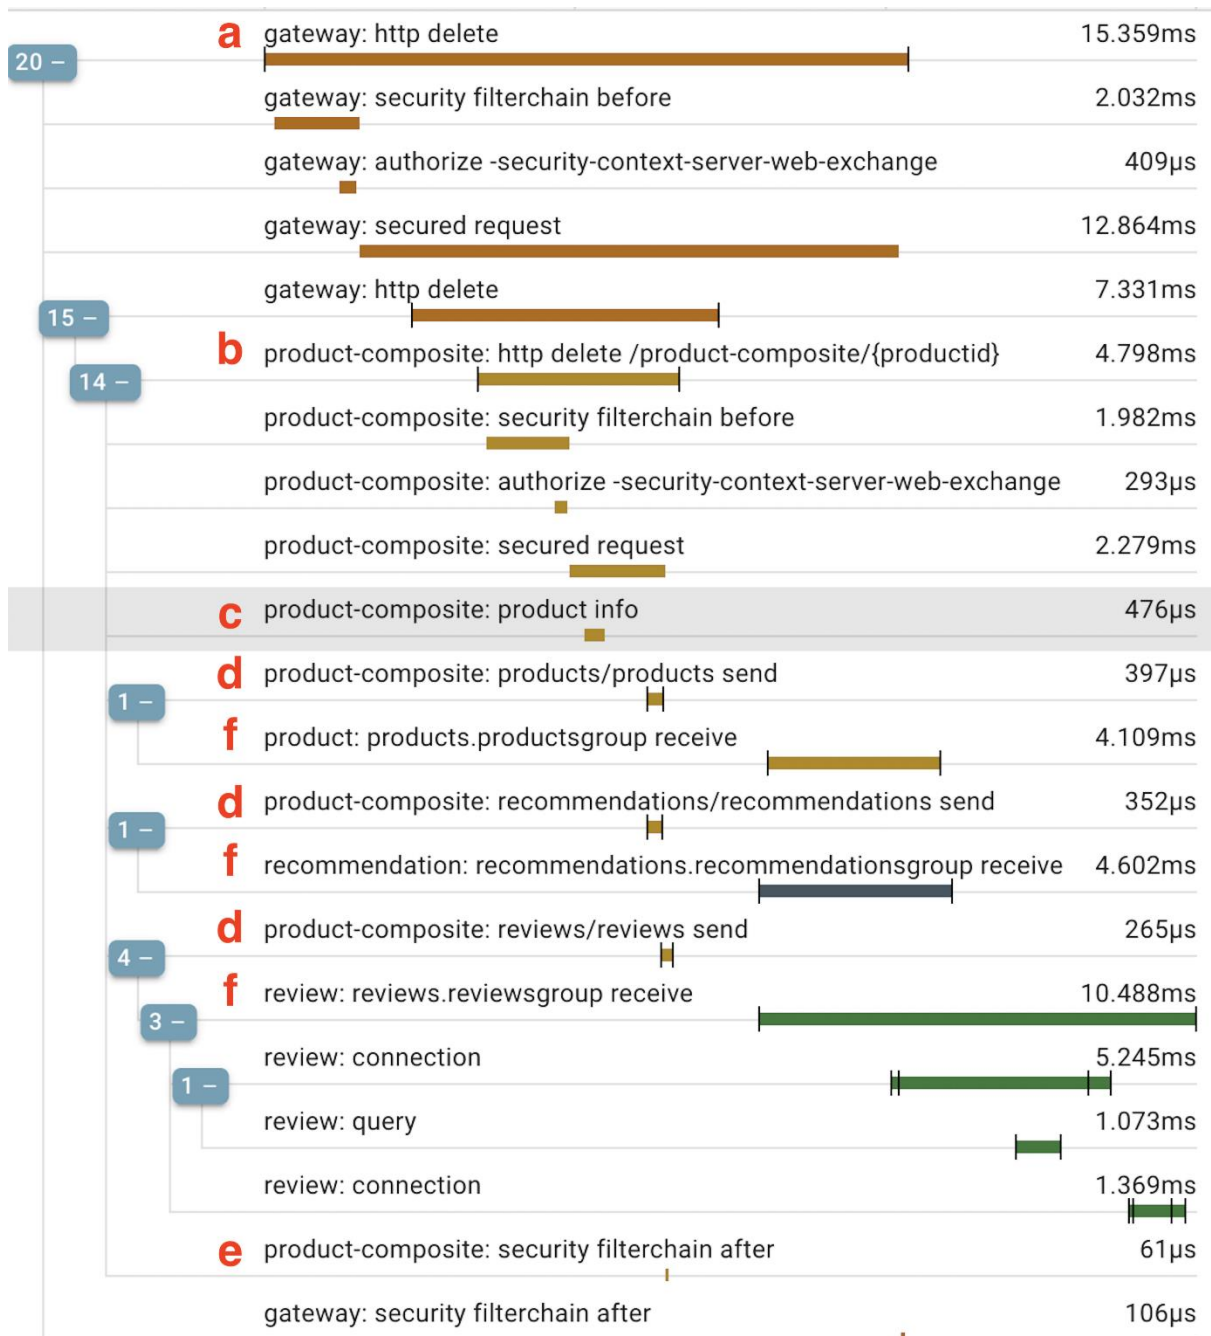 a gateway: http delete 15.359ms
20 –
gateway: security filterchain before 2.032ms
gateway: authorize -security-context-server-web-exchange 409µs
gateway: secured request 12.864ms
gateway: http delete 7.331ms
15 –
b product-composite: http delete /product-composite/{productid} 4.798ms
14 –
product-composite: security filterchain before 1.982ms
product-composite: authorize -security-context-server-web-exchange 293µs
product-composite: secured request 2.279ms
c product-composite: product info 476µs
d product-composite: products/products send 397µs
1 –
f product: products.productsgroup receive 4.109ms
d product-composite: recommendations/recommendations send 352µs
1 –
f recommendation: recommendations.recommendationsgroup receive 4.602ms
d product-composite: reviews/reviews send 265µs
4 –
f review: reviews.reviewsgroup receive 10.488ms
3 –
review: connection 5.245ms
1 –
review: query 1.073ms
review: connection 1.369ms
e product-composite: security filterchain after 61µs
gateway: security filterchain after 106µs